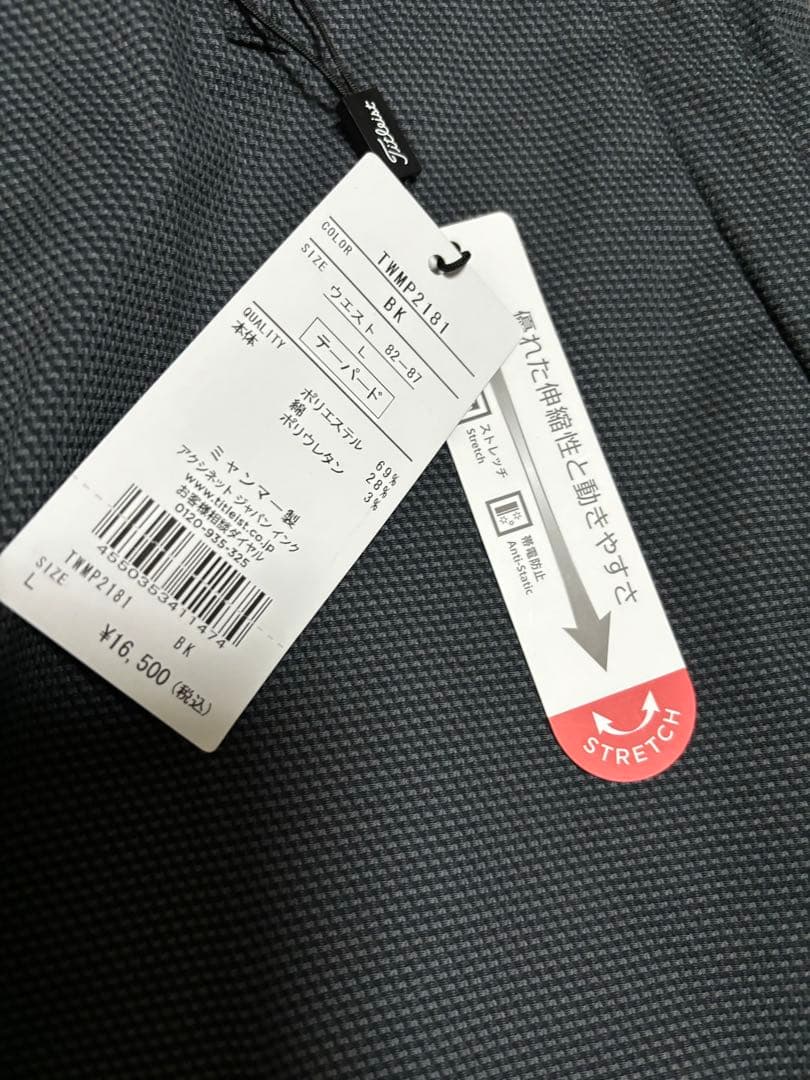 Titleist
TWMP2181
COLOR BK
SIZE ウエスト 82-87
L
テーパード
QUALITY
本体
ポリエステル 69%
綿 28%
ポリウレタン 3%
ミャンマー製
アクシネット ジャパン インク
www.titleist.co.jp
お客様相談ダイヤル
0120-935-325
4550353411474
TWMP2181 BK
SIZE
L
¥16,500(税込)
優れた伸縮性と動きやすさ
ストレッチ
Stretch
帯電防止
Anti-Static
STRETCH